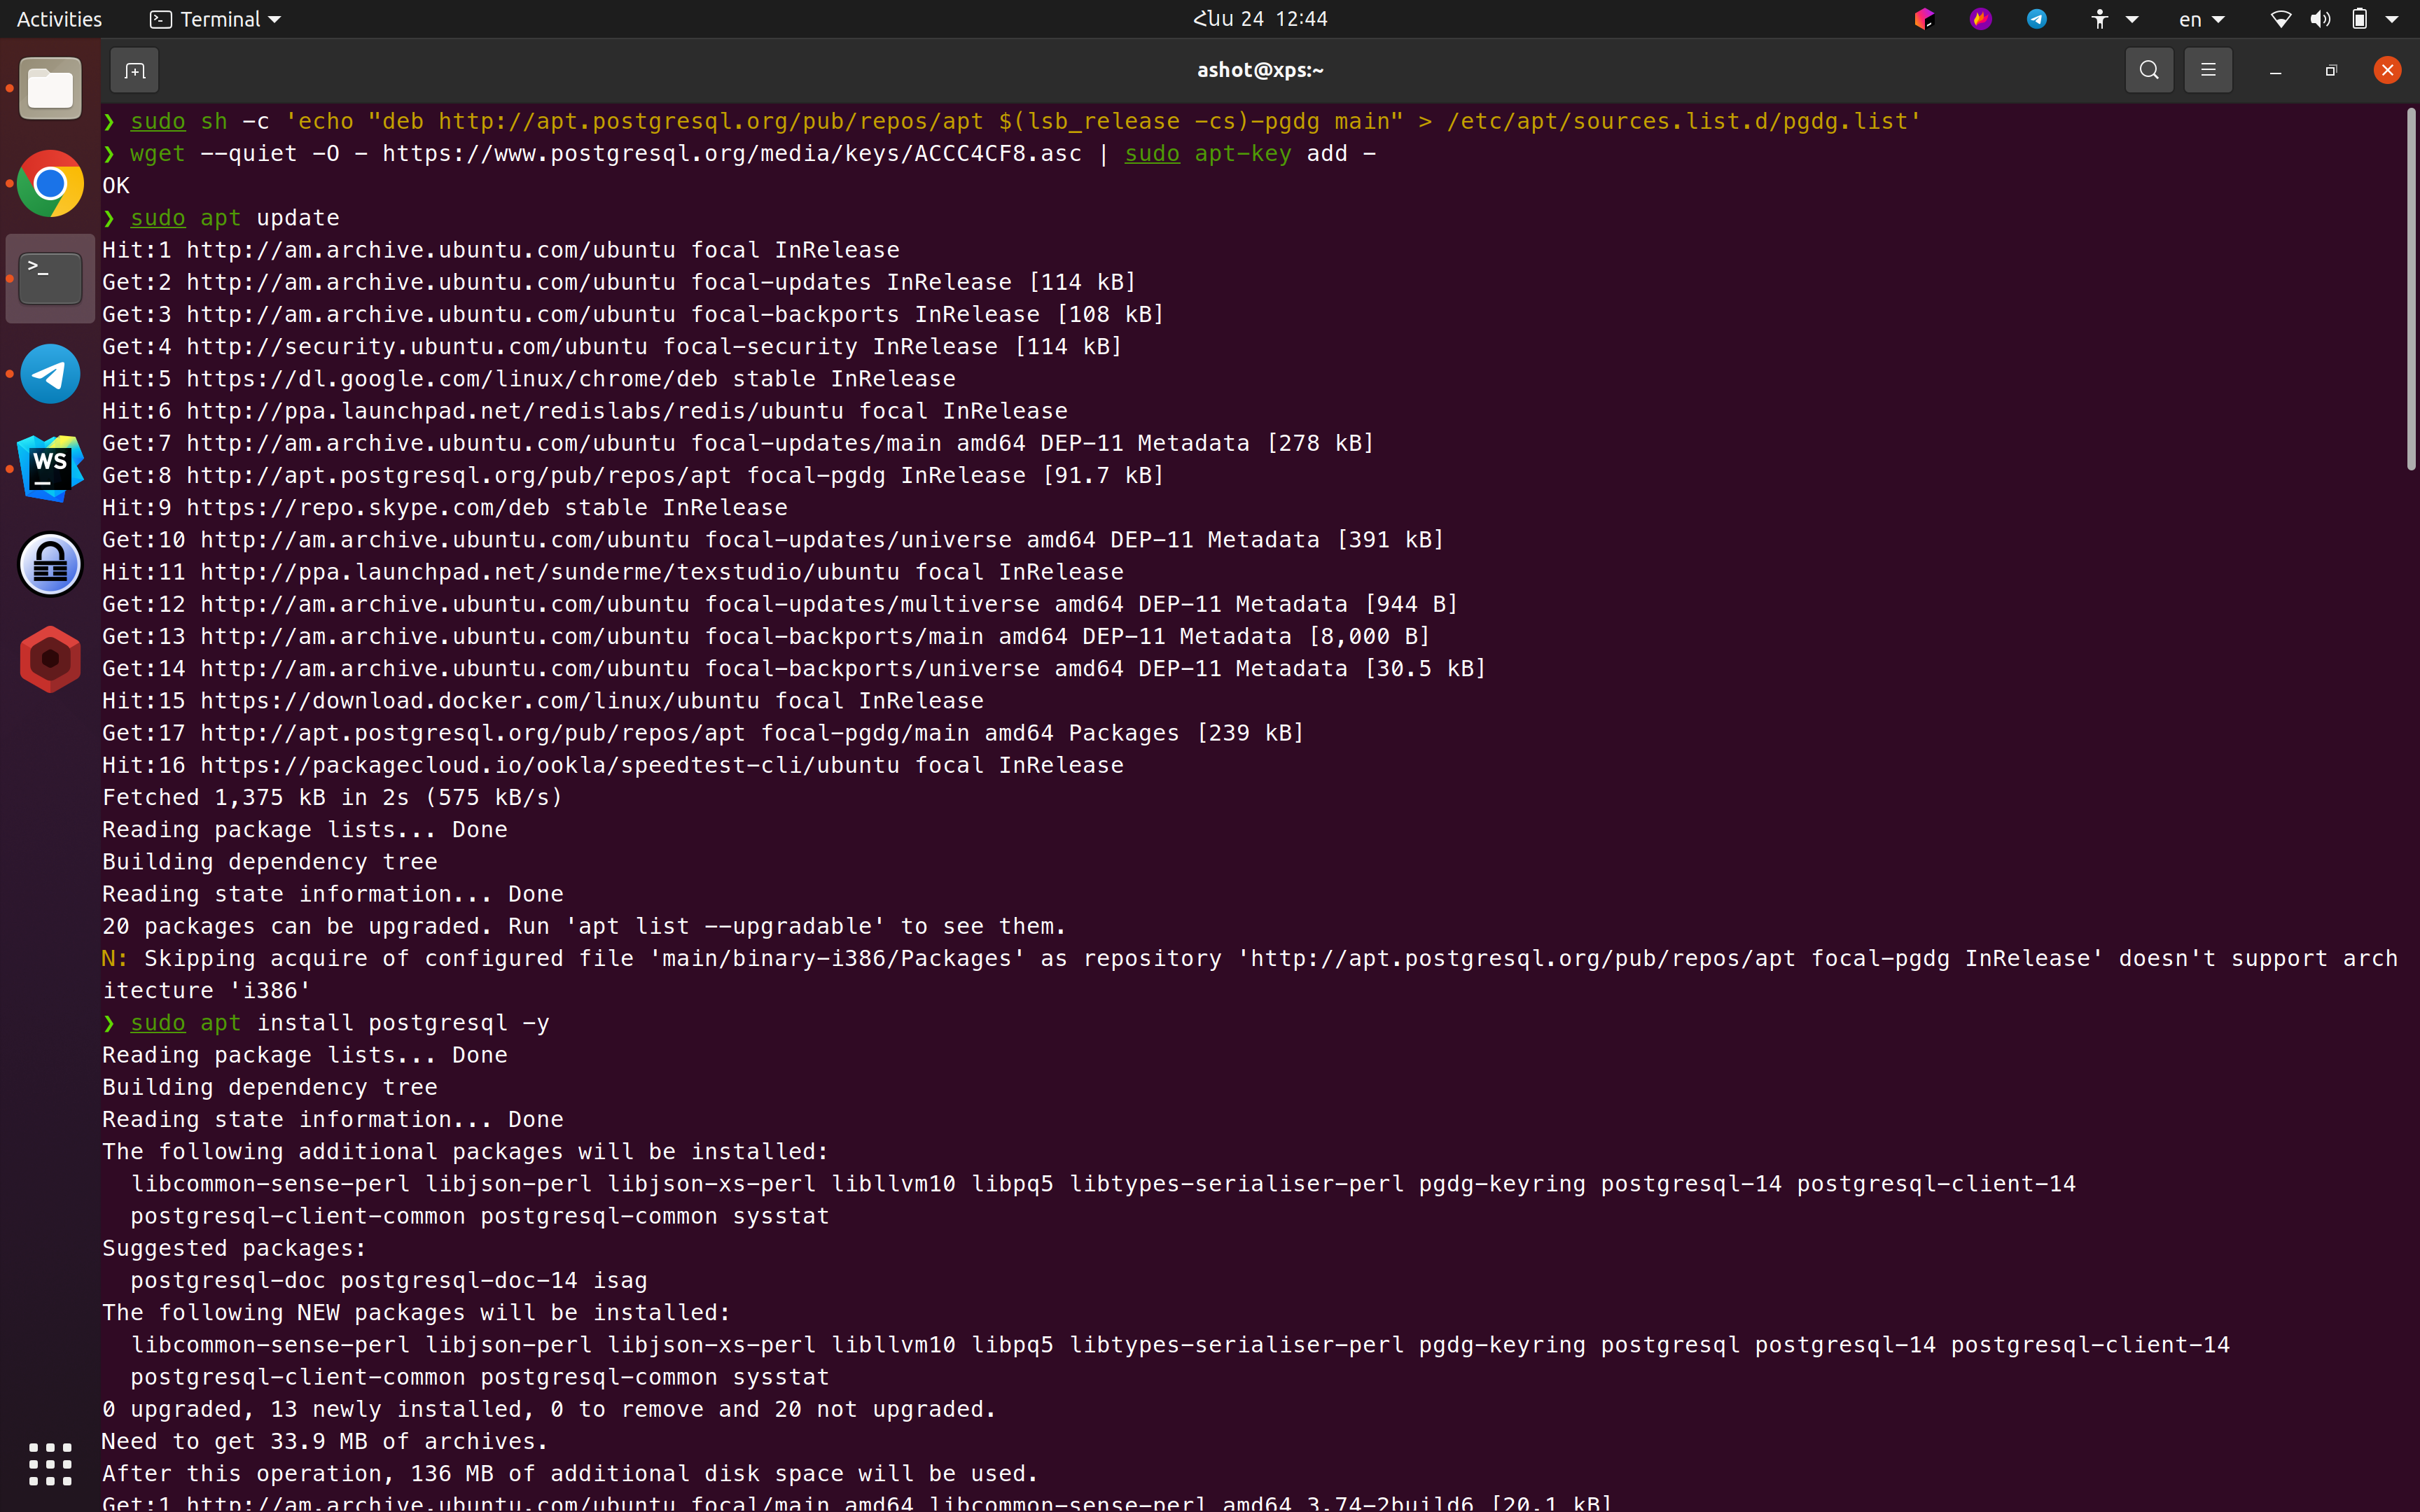 Activities
Terminal
Հնս 24 12:44
en
ashot@xps:~
❯ sudo sh -c 'echo "deb http://apt.postgresql.org/pub/repos/apt $(lsb_release -cs)-pgdg main" > /etc/apt/sources.list.d/pgdg.list'
❯ wget --quiet -O - https://www.postgresql.org/media/keys/ACCC4CF8.asc | sudo apt-key add -
OK
❯ sudo apt update
Hit:1 http://am.archive.ubuntu.com/ubuntu focal InRelease
Get:2 http://am.archive.ubuntu.com/ubuntu focal-updates InRelease [114 kB]
Get:3 http://am.archive.ubuntu.com/ubuntu focal-backports InRelease [108 kB]
Get:4 http://security.ubuntu.com/ubuntu focal-security InRelease [114 kB]
Hit:5 https://dl.google.com/linux/chrome/deb stable InRelease
Hit:6 http://ppa.launchpad.net/redislabs/redis/ubuntu focal InRelease
Get:7 http://am.archive.ubuntu.com/ubuntu focal-updates/main amd64 DEP-11 Metadata [278 kB]
Get:8 http://apt.postgresql.org/pub/repos/apt focal-pgdg InRelease [91.7 kB]
Hit:9 https://repo.skype.com/deb stable InRelease
Get:10 http://am.archive.ubuntu.com/ubuntu focal-updates/universe amd64 DEP-11 Metadata [391 kB]
Hit:11 http://ppa.launchpad.net/sunderme/texstudio/ubuntu focal InRelease
Get:12 http://am.archive.ubuntu.com/ubuntu focal-updates/multiverse amd64 DEP-11 Metadata [944 B]
Get:13 http://am.archive.ubuntu.com/ubuntu focal-backports/main amd64 DEP-11 Metadata [8,000 B]
Get:14 http://am.archive.ubuntu.com/ubuntu focal-backports/universe amd64 DEP-11 Metadata [30.5 kB]
Hit:15 https://download.docker.com/linux/ubuntu focal InRelease
Get:17 http://apt.postgresql.org/pub/repos/apt focal-pgdg/main amd64 Packages [239 kB]
Hit:16 https://packagecloud.io/ookla/speedtest-cli/ubuntu focal InRelease
Fetched 1,375 kB in 2s (575 kB/s)
Reading package lists... Done
Building dependency tree
Reading state information... Done
20 packages can be upgraded. Run 'apt list --upgradable' to see them.
N: Skipping acquire of configured file 'main/binary-i386/Packages' as repository 'http://apt.postgresql.org/pub/repos/apt focal-pgdg InRelease' doesn't support arch
itecture 'i386'
❯ sudo apt install postgresql -y
Reading package lists... Done
Building dependency tree
Reading state information... Done
The following additional packages will be installed:
libcommon-sense-perl libjson-perl libjson-xs-perl libllvm10 libpq5 libtypes-serialiser-perl pgdg-keyring postgresql-14 postgresql-client-14
postgresql-client-common postgresql-common sysstat
Suggested packages:
postgresql-doc postgresql-doc-14 isag
The following NEW packages will be installed:
libcommon-sense-perl libjson-perl libjson-xs-perl libllvm10 libpq5 libtypes-serialiser-perl pgdg-keyring postgresql postgresql-14 postgresql-client-14
postgresql-client-common postgresql-common sysstat
0 upgraded, 13 newly installed, 0 to remove and 20 not upgraded.
Need to get 33.9 MB of archives.
After this operation, 136 MB of additional disk space will be used.
Get:1 http://am.archive.ubuntu.com/ubuntu focal/main amd64 libcommon-sense-perl amd64 3.74-2build6 [20.1 kB]
>_
WS